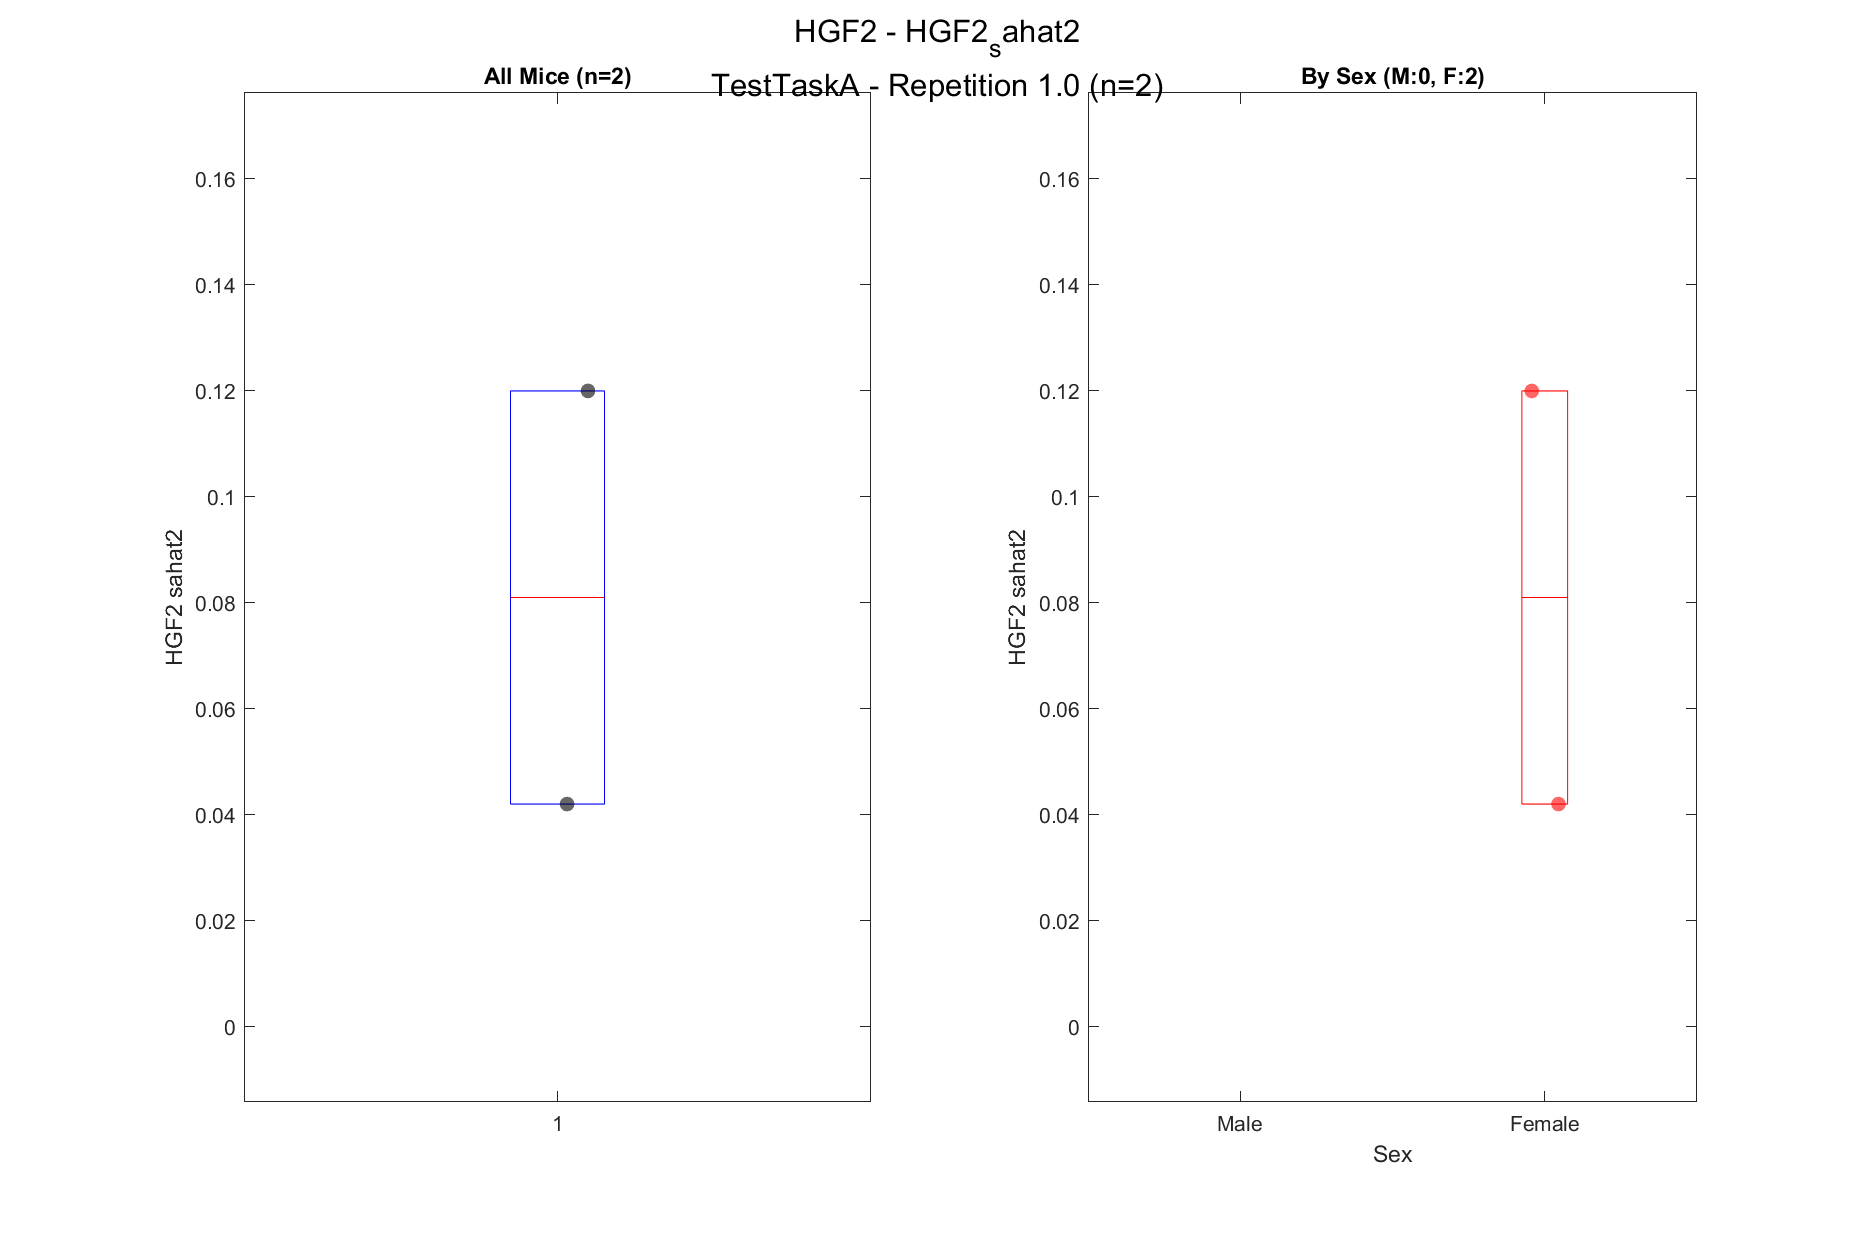 HGF2 - HGF2sahat2
TestTaskA - Repetition 1.0 (n=2)
All Mice (n=2)
0.16
0.14
0.12
0.1
0.08
0.06
0.04
0.02
0
HGF2 sahat2
1
By Sex (M:0, F:2)
0.16
0.14
0.12
0.1
0.08
0.06
0.04
0.02
0
HGF2 sahat2
Male Female
Sex